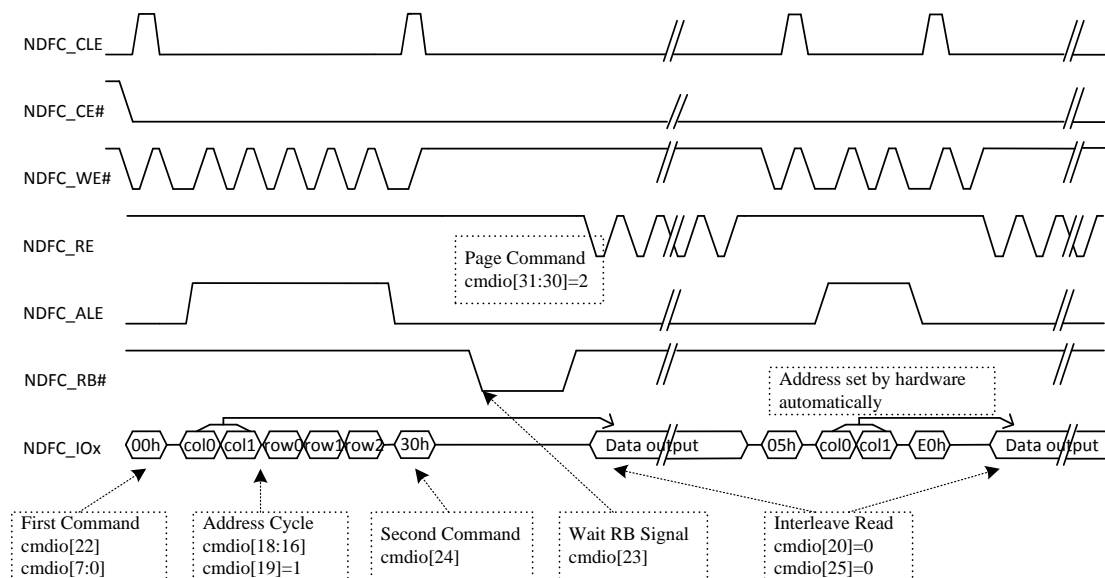 NDFC_CLE
NDFC_CE#
NDFC_WE#
NDFC_RE
Page Command
cmdio[31:30]=2
NDFC_ALE
NDFC_RB#
Address set by hardware
automatically
NDFC_IOx
00h col0 col1 row0 row1 row2 30h Data output 05h col0 col1 E0h Data output
First Command
cmdio[22]
cmdio[7:0]
Address Cycle
cmdio[18:16]
cmdio[19]=1
Second Command
cmdio[24]
Wait RB Signal
cmdio[23]
Interleave Read
cmdio[20]=0
cmdio[25]=0